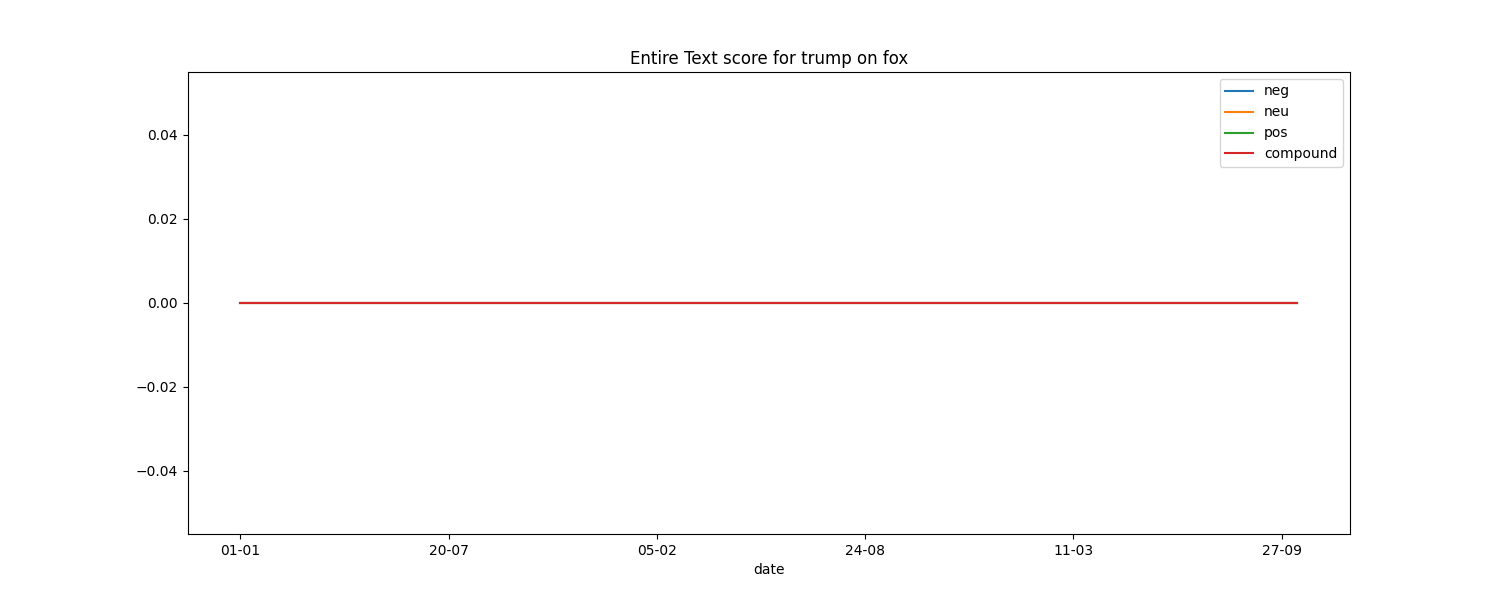 Entire Text score for trump on fox
neg
neu
pos
compound
0.04
0.02
0.00
−0.02
−0.04
01-01 20-07 05-02 24-08 11-03 27-09
date